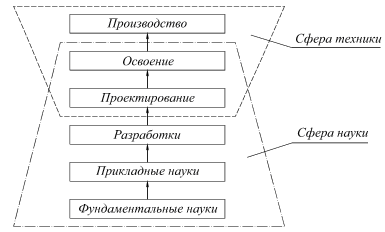 Производство
Сфера техники
Освоение
Проектирование
Разработки
Сфера науки
Прикладные науки
Фундаментальные науки